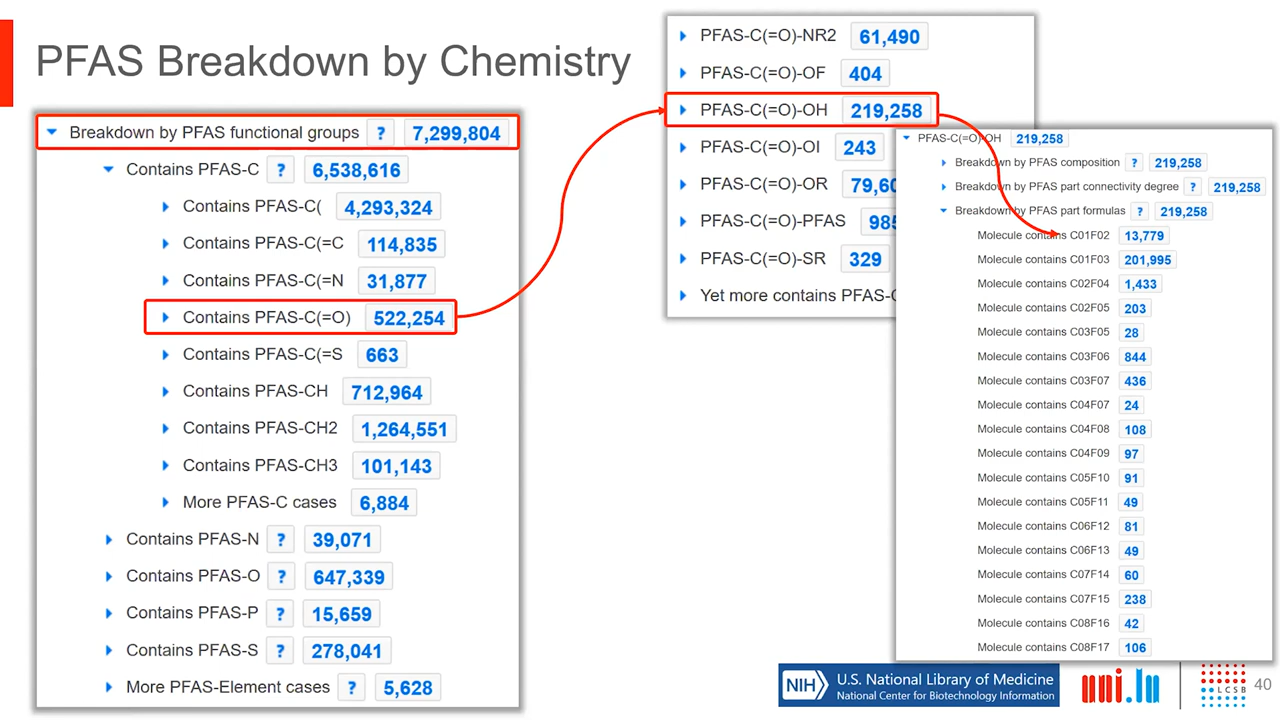 PFAS Breakdown by Chemistry
Breakdown by PFAS functional groups ? 7,299,804
Contains PFAS-C ? 6,538,616
Contains PFAS-C( 4,293,324
Contains PFAS-C(=C 114,835
Contains PFAS-C(=N 31,877
Contains PFAS-C(=O) 522,254
Contains PFAS-C(=S 663
Contains PFAS-CH 712,964
Contains PFAS-CH2 1,264,551
Contains PFAS-CH3 101,143
More PFAS-C cases 6,884
Contains PFAS-N ? 39,071
Contains PFAS-O ? 647,339
Contains PFAS-P ? 15,659
Contains PFAS-S ? 278,041
More PFAS-Element cases ? 5,628
PFAS-C(=O)-NR2 61,490
PFAS-C(=O)-OF 404
PFAS-C(=O)-OH 219,258
PFAS-C(=O)-OI 243
PFAS-C(=O)-OR 79,60
PFAS-C(=O)-PFAS 985
PFAS-C(=O)-SR 329
Yet more contains PFAS-C
PFAS-C(=O)-OH 219,258
Breakdown by PFAS composition ? 219,258
Breakdown by PFAS part connectivity degree ? 219,258
Breakdown by PFAS part formulas ? 219,258
Molecule contains C01F02 13,779
Molecule contains C01F03 201,995
Molecule contains C02F04 1,433
Molecule contains C02F05 203
Molecule contains C03F05 28
Molecule contains C03F06 844
Molecule contains C03F07 436
Molecule contains C04F07 24
Molecule contains C04F08 108
Molecule contains C04F09 97
Molecule contains C05F10 91
Molecule contains C05F11 49
Molecule contains C06F12 81
Molecule contains C06F13 49
Molecule contains C07F14 60
Molecule contains C07F15 238
Molecule contains C08F16 42
Molecule contains C08F17 106
NIH U.S. National Library of Medicine
National Center for Biotechnology Information
uni.lu
LCSB
40